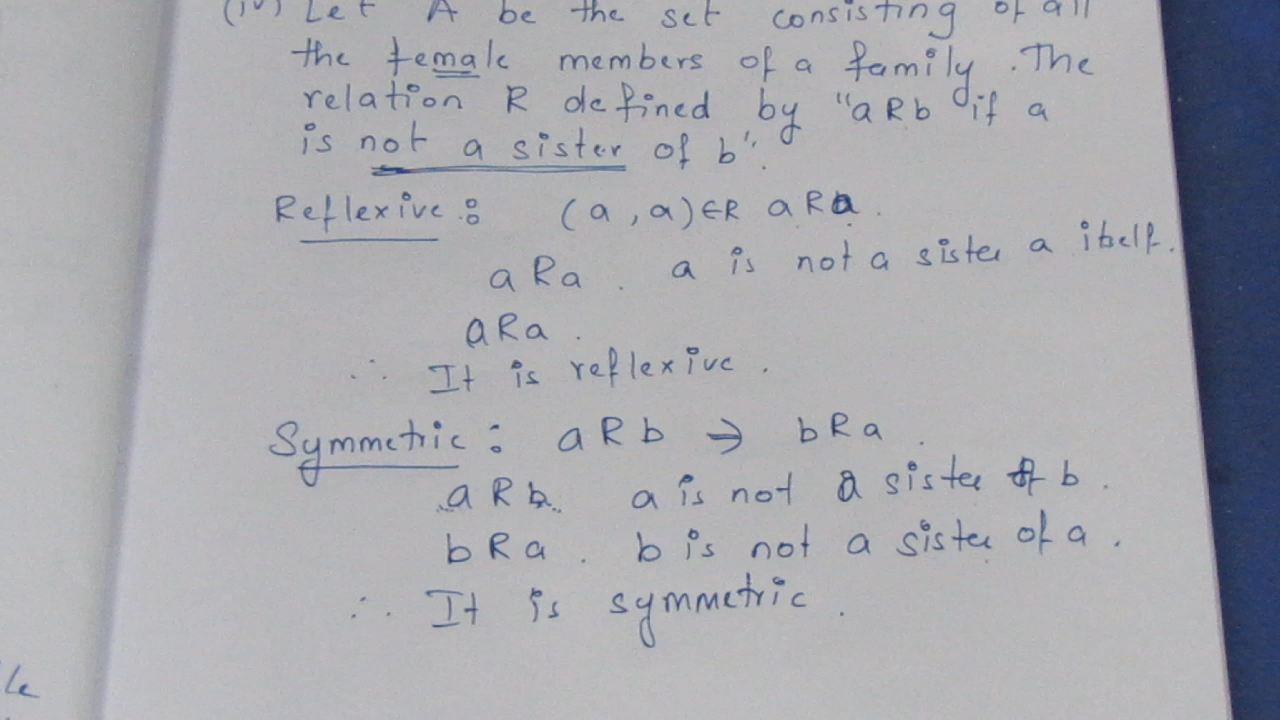 (iv) Let A be the set consisting of all
the female members of a family. The
relation R defined by "aRb if a
is not a sister of b".
Reflexive: (a, a)∈R aRa.
aRa. a is not a sister a itself.
aRa.
∴ It is reflexive.
Symmetric: aRb → bRa.
aRb. a is not a sister of b.
bRa. b is not a sister of a.
∴ It is symmetric.
le